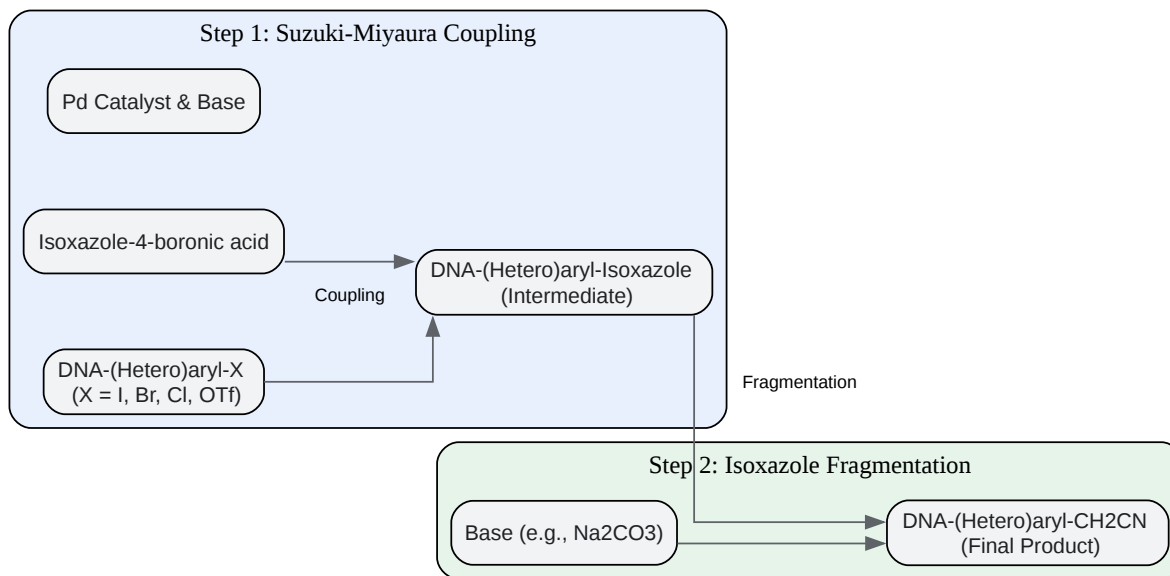 Step 1: Suzuki-Miyaura Coupling
Pd Catalyst & Base
Isoxazole-4-boronic acid
Coupling
DNA-(Hetero)aryl-Isoxazole
(Intermediate)
DNA-(Hetero)aryl-X
(X = I, Br, Cl, OTf)
Fragmentation
Step 2: Isoxazole Fragmentation
Base (e.g., Na2CO3)
DNA-(Hetero)aryl-CH2CN
(Final Product)